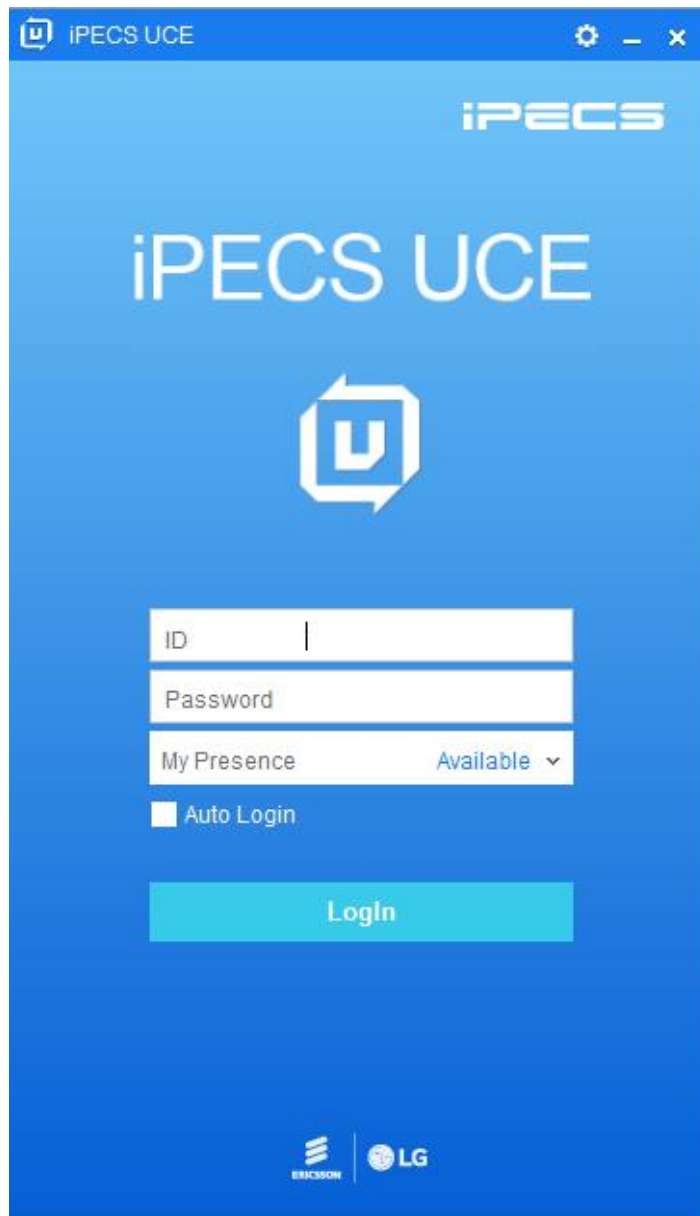 iPECS UCE
iPECS
iPECS UCE
U
ID
Password
My Presence Available
Auto Login
LogIn
ERICSSON LG